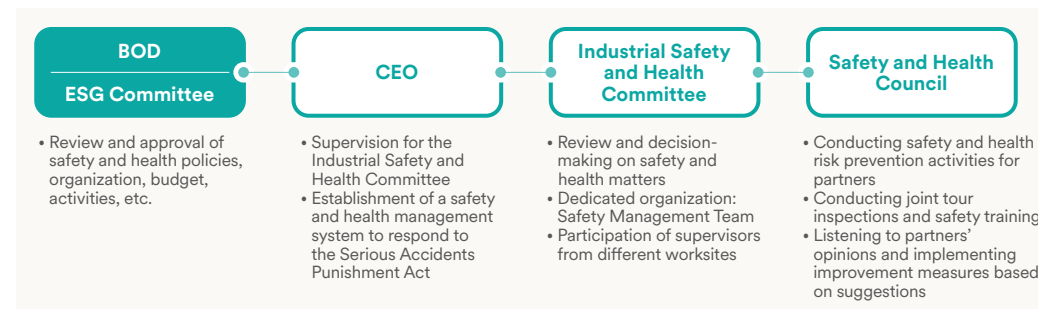 BOD
ESG Committee
• Review and approval of
safety and health policies,
organization, budget,
activities, etc.
CEO
• Supervision for the
Industrial Safety and
Health Committee
• Establishment of a safety
and health management
system to respond to
the Serious Accidents
Punishment Act
Industrial Safety
and Health
Committee
• Review and decision-
making on safety and
health matters
• Dedicated organization:
Safety Management Team
• Participation of supervisors
from different worksites
Safety and Health
Council
• Conducting safety and health
risk prevention activities for
partners
• Conducting joint tour
inspections and safety training
• Listening to partners’
opinions and implementing
improvement measures based
on suggestions